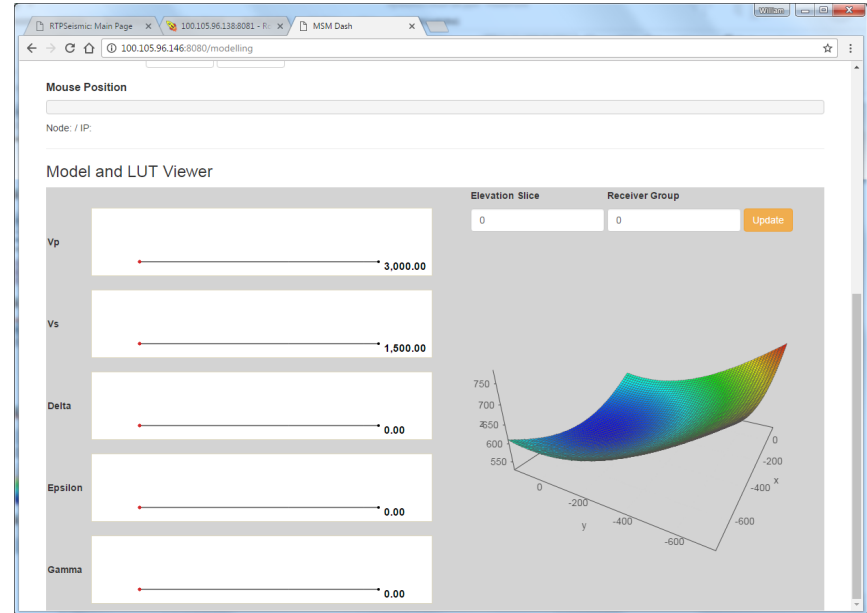 William
RTPSeismic: Main Page
100.105.96.138:8081 - R
MSM Dash
100.105.96.146:8080/modelling
Mouse Position
Node: / IP:
Model and LUT Viewer
Elevation Slice Receiver Group
0 0 Update
Vp
3,000.00
Vs
1,500.00
Delta
0.00
Epsilon
0.00
Gamma
0.00
750
700
650
600
550
z
0
-200
-400
-600
y
0
-200
-400
-600
x